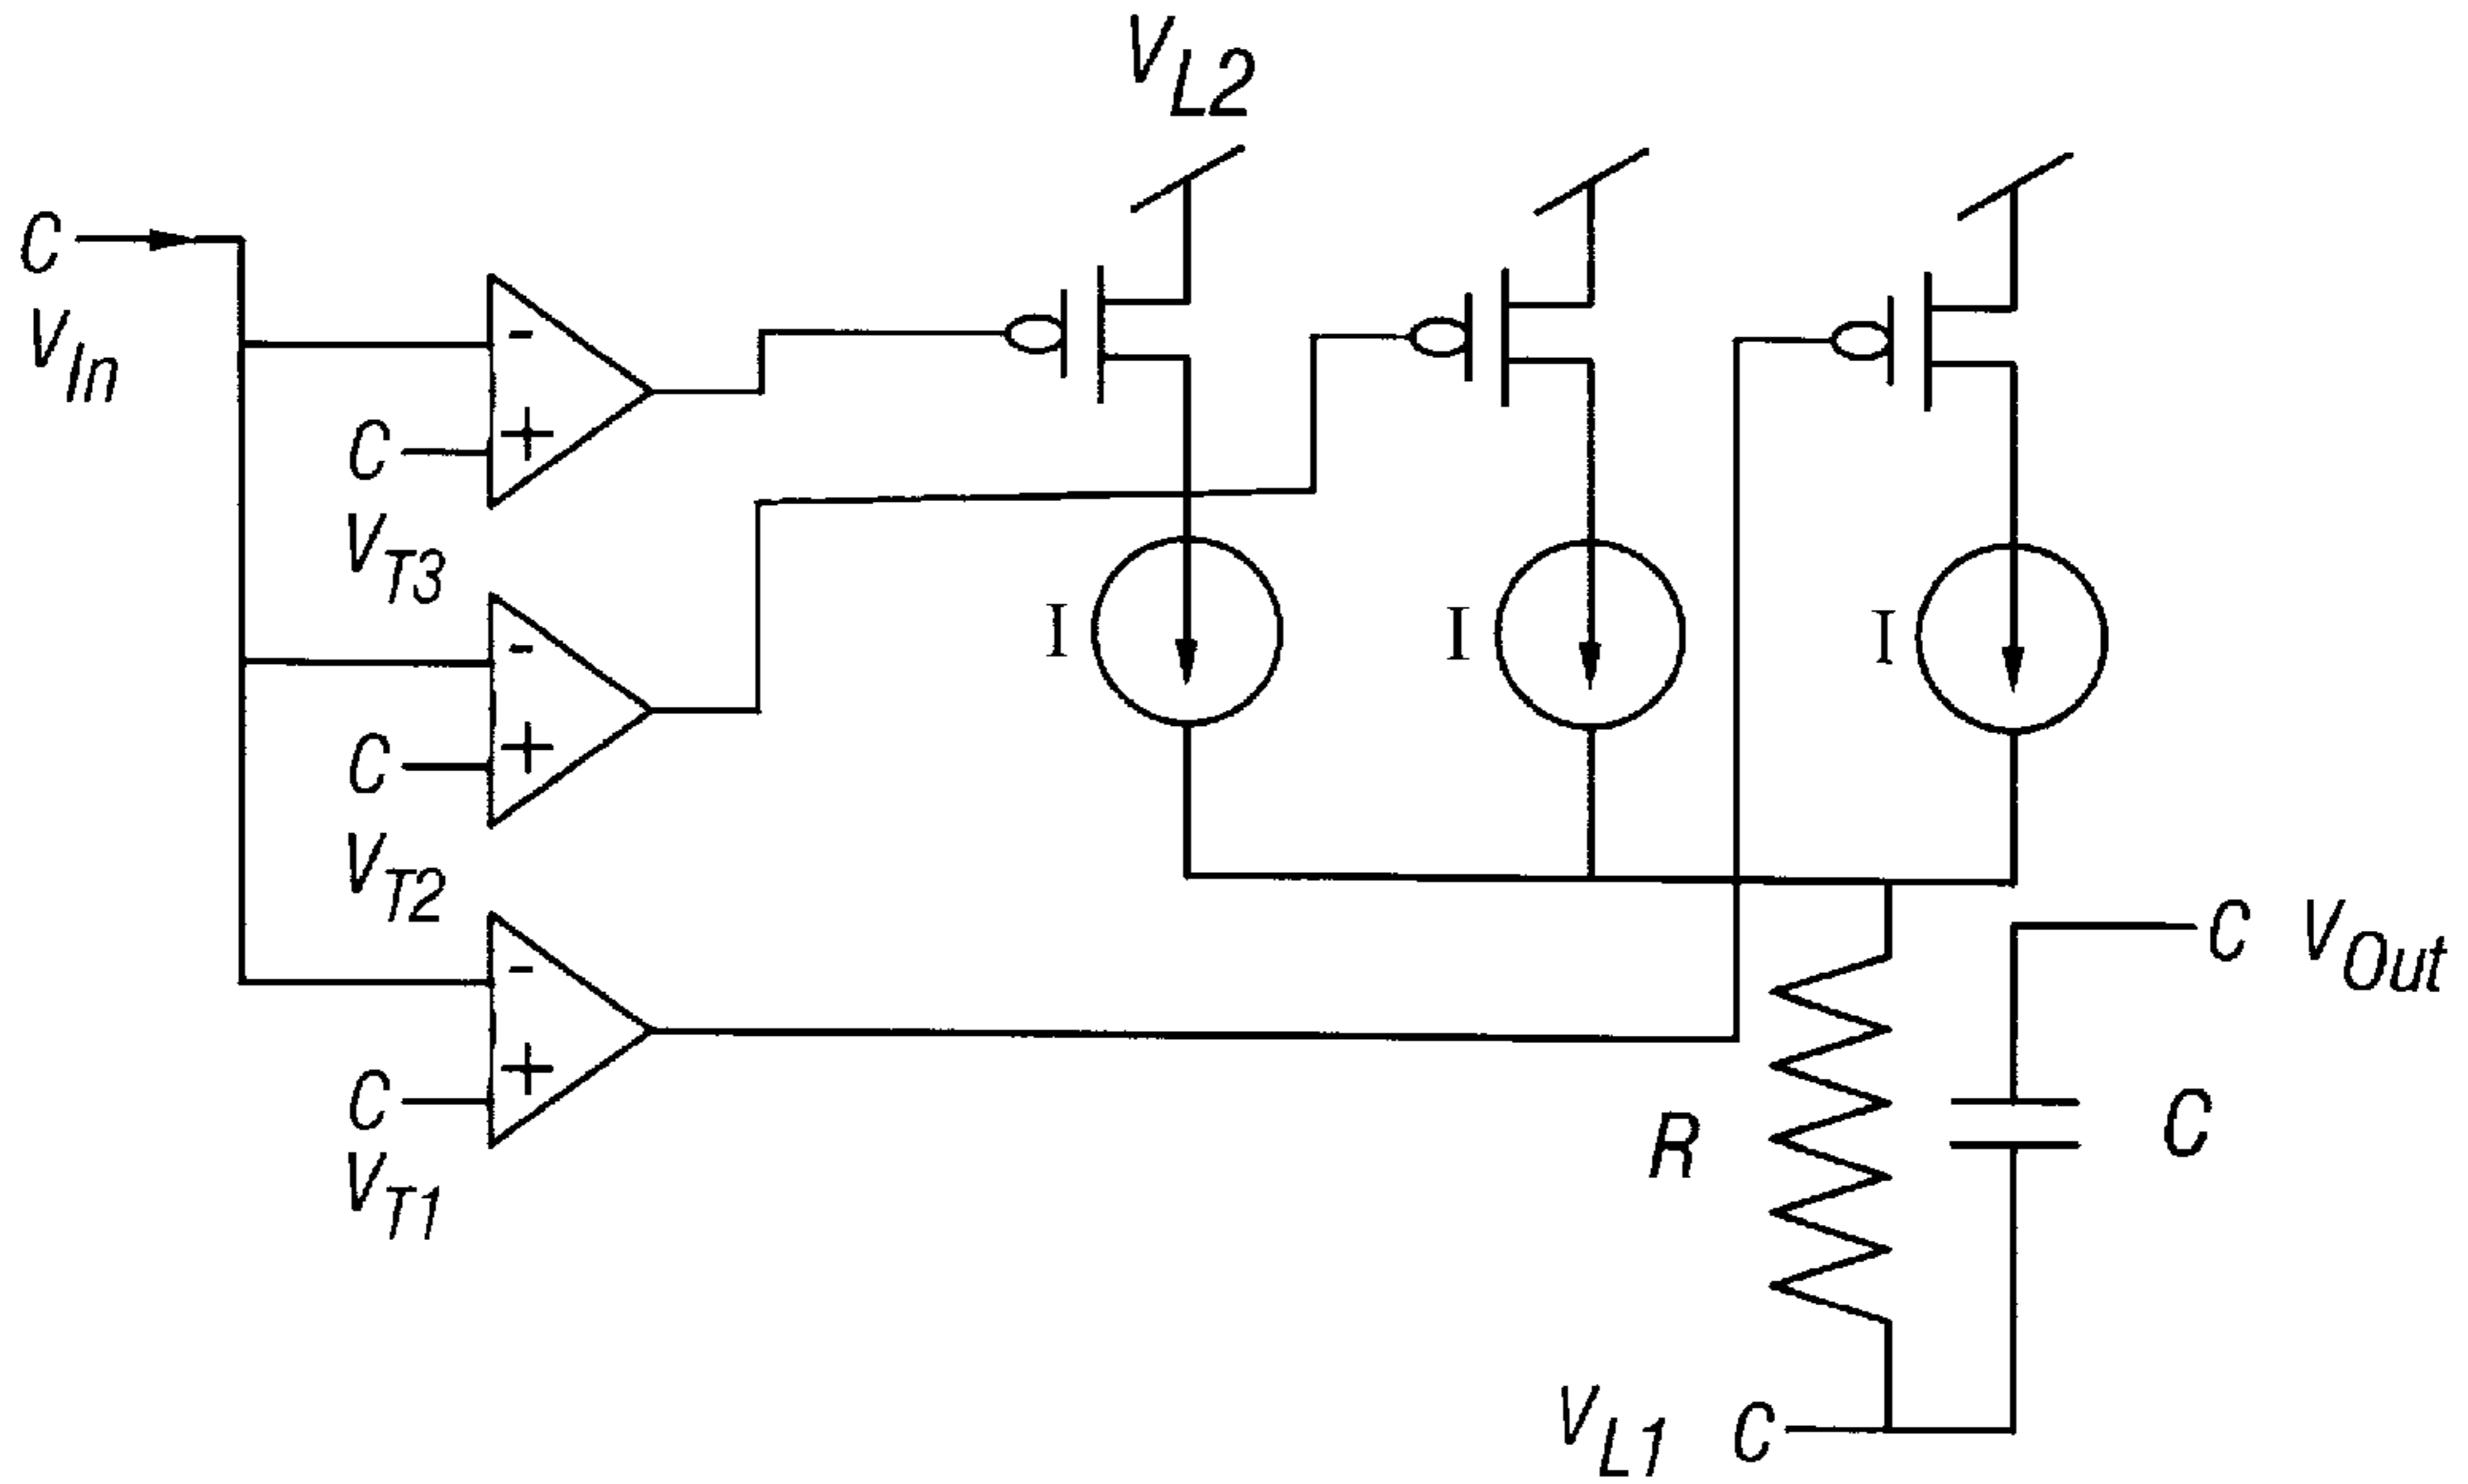 V_L2
C
V_In
-
+
C
V_T3
I
I
I
-
+
C
V_T2
-
+
C
V_T1
C V_Out
R
C
V_L1 C